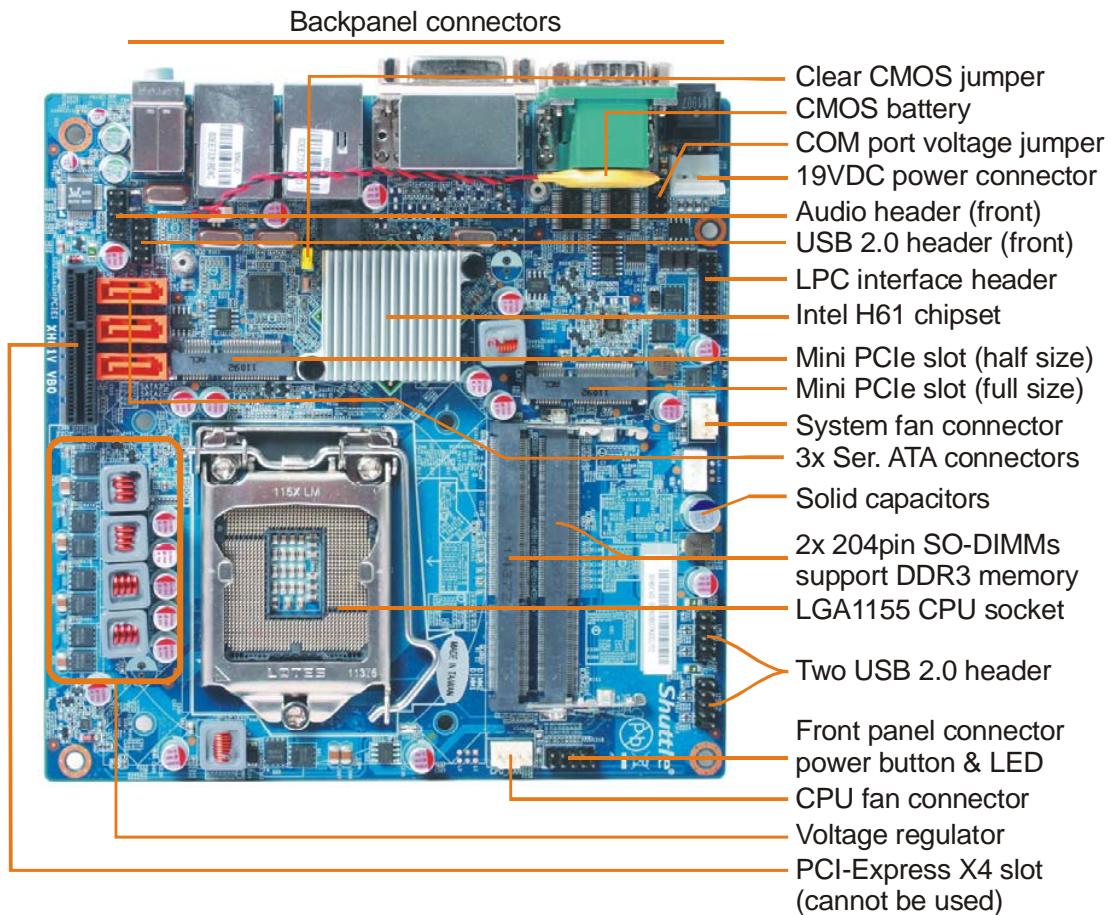 Backpanel connectors
Clear CMOS jumper
CMOS battery
COM port voltage jumper
19VDC power connector
Audio header (front)
USB 2.0 header (front)
LPC interface header
Intel H61 chipset
Mini PCIe slot (half size)
Mini PCIe slot (full size)
System fan connector
3x Ser. ATA connectors
Solid capacitors
2x 204pin SO-DIMMs
support DDR3 memory
LGA1155 CPU socket
Two USB 2.0 header
Front panel connector
power button & LED
CPU fan connector
Voltage regulator
PCI-Express X4 slot
(cannot be used)
115X LM
LOTES 11376
MADE IN TAIWAN
Shuttle
11092
11092